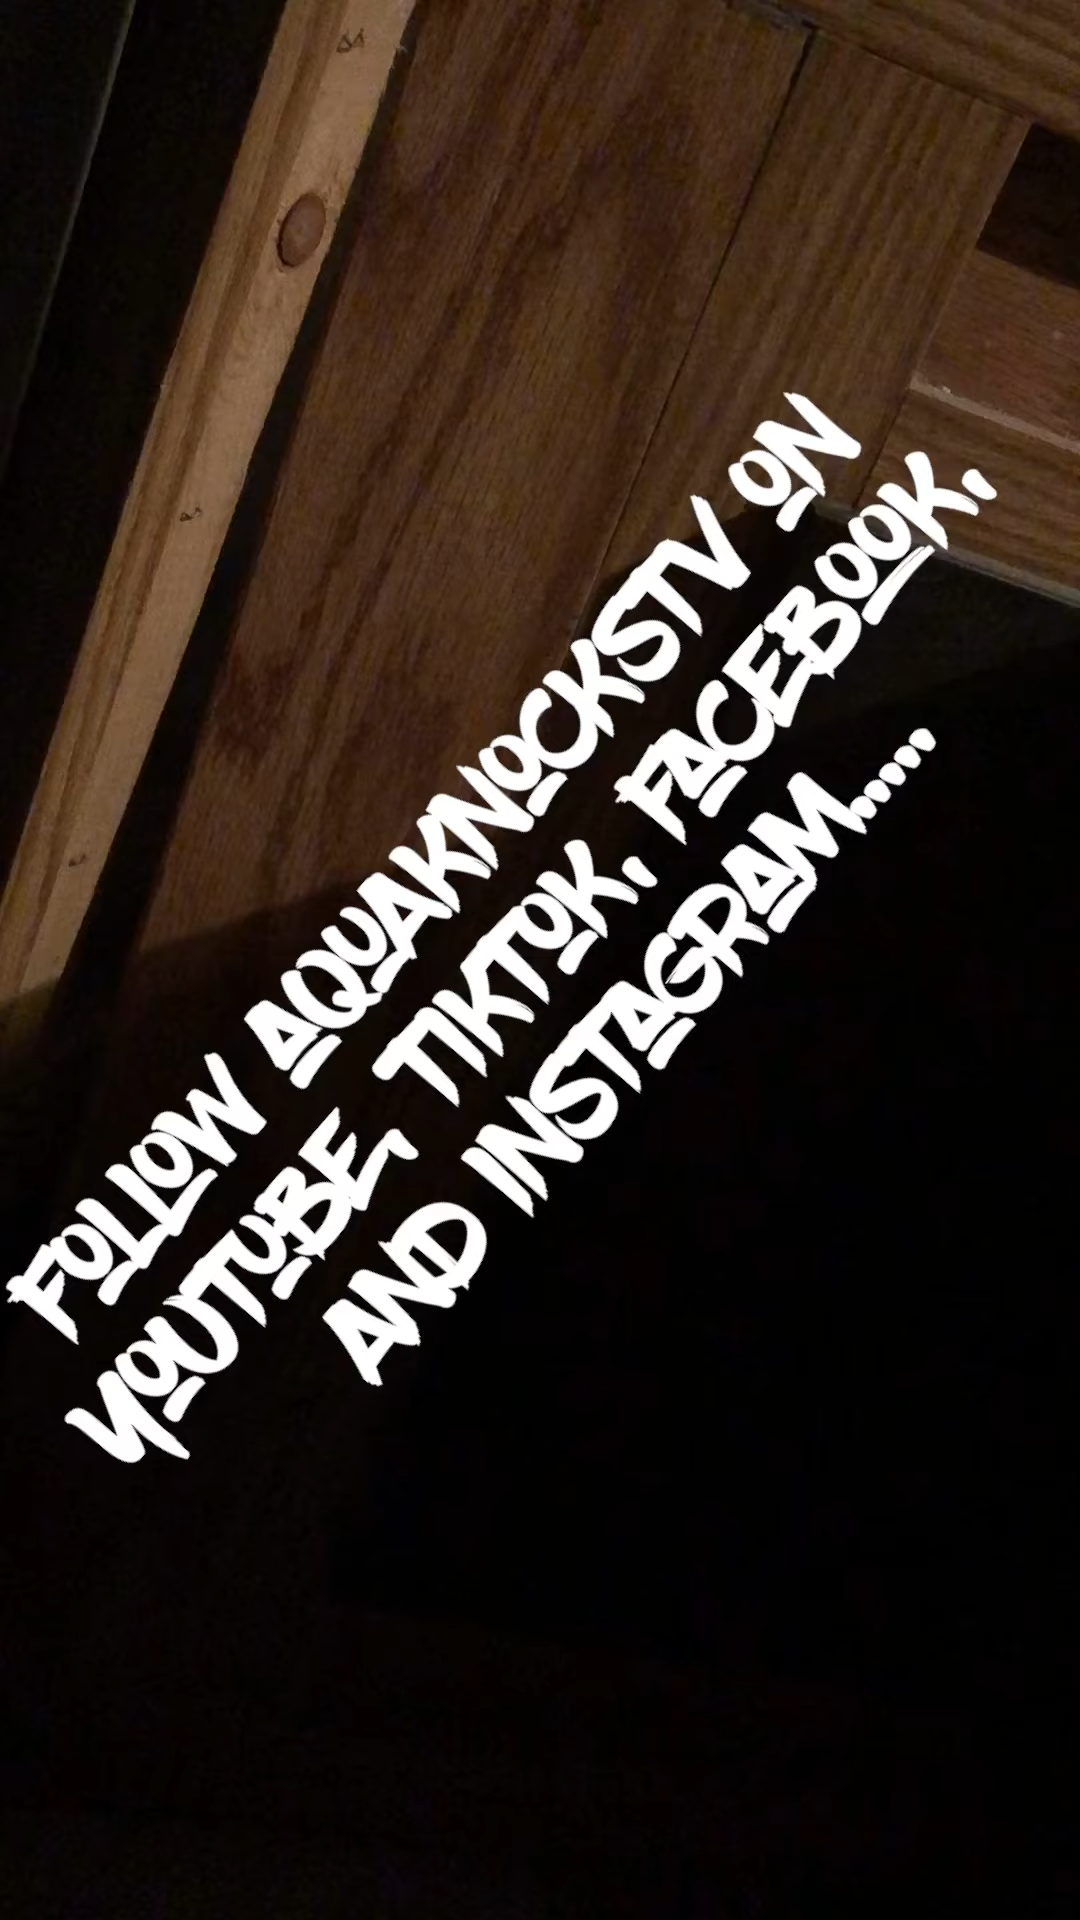 FOLLOW AQUAKNOCKSTV ON
YOUTUBE, TIKTOK, FACEBOOK,
AND INSTAGRAM.....